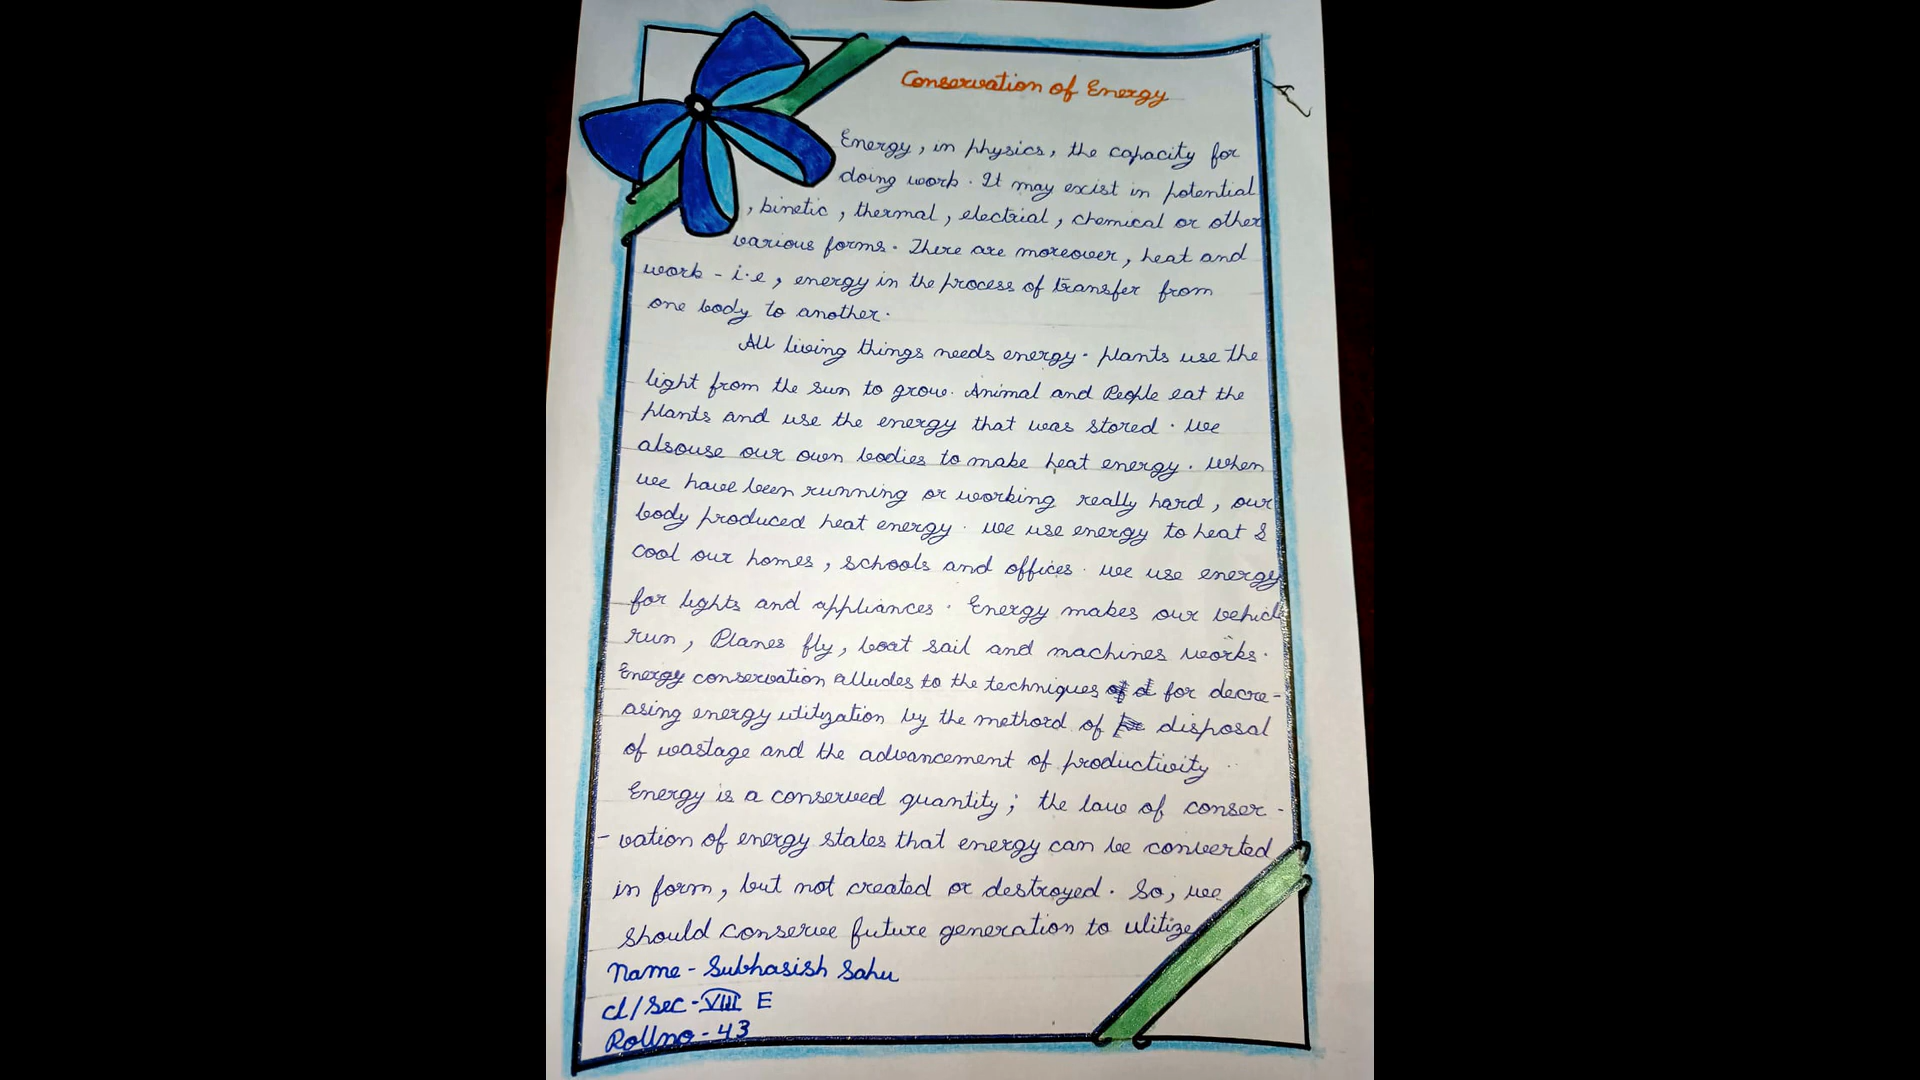 Conservation of Energy
Energy, in physics, the capacity for
doing work. It may exist in potential
, kinetic, thermal, electrial, chemical or other
various forms. There are moreover, heat and
work - i.e, energy in the process of transfer from
one body to another.
All living things needs energy. plants use the
light from the sun to grow. Animal and People eat the
plants and use the energy that was stored. we
alsouse our own bodies to make heat energy. when
we have been running or working really hard, our
body produced heat energy. we use energy to heat &
cool our homes, schools and offices. we use energy
for lights and appliances. Energy makes our vehicle
run, Planes fly, boat sail and machines works.
Energy conservation alludes to the techniques for decre-
asing energy utilization by the methord of disposal
of wastage and the advancement of productivity
Energy is a conserved quantity; the law of conser-
-vation of energy states that energy can be converted
in form, but not created or destroyed. So, we
should conserve future generation to ulitize
Name - Subhasish Sahu
cl/sec - VIII E
Rollno - 43